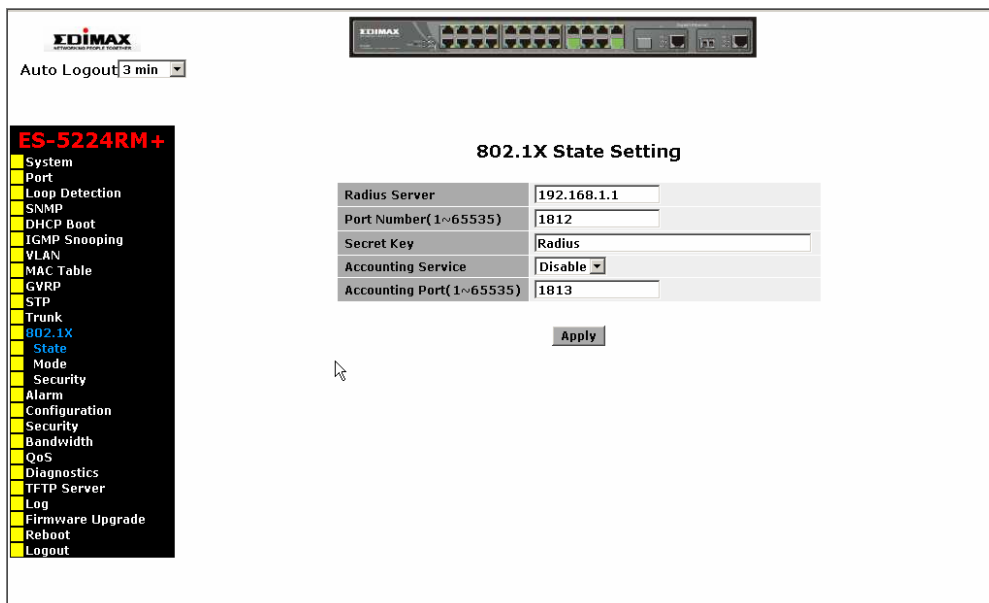 EDIMAX
NETWORKING PEOPLE TOGETHER
EDIMAX
Auto Logout 3 min
ES-5224RM+
System
Port
Loop Detection
SNMP
DHCP Boot
IGMP Snooping
VLAN
MAC Table
GVRP
STP
Trunk
802.1X
State
Mode
Security
Alarm
Configuration
Security
Bandwidth
QoS
Diagnostics
TFTP Server
Log
Firmware Upgrade
Reboot
Logout
802.1X State Setting
Radius Server 192.168.1.1
Port Number(1~65535) 1812
Secret Key Radius
Accounting Service Disable
Accounting Port(1~65535) 1813
Apply